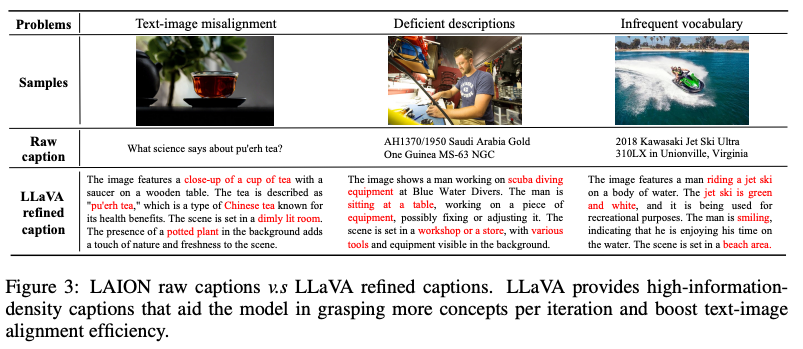 Problems Text-image misalignment Deficient descriptions Infrequent vocabulary
Samples
Raw caption
What science says about pu'erh tea?
AH1370/1950 Saudi Arabia Gold
One Guinea MS-63 NGC
2018 Kawasaki Jet Ski Ultra
310LX in Unionville, Virginia
LLaVA refined caption
The image features a close-up of a cup of tea with a
saucer on a wooden table. The tea is described as
"pu'erh tea," which is a type of Chinese tea known for
its health benefits. The scene is set in a dimly lit room.
The presence of a potted plant in the background adds
a touch of nature and freshness to the scene.
The image shows a man working on scuba diving
equipment at Blue Water Divers. The man is
sitting at a table, working on a piece of
equipment, possibly fixing or adjusting it. The
scene is set in a workshop or a store, with various
tools and equipment visible in the background.
The image features a man riding a jet ski
on a body of water. The jet ski is green
and white, and it is being used for
recreational purposes. The man is smiling,
indicating that he is enjoying his time on
the water. The scene is set in a beach area.
Figure 3: LAION raw captions v.s LLaVA refined captions. LLaVA provides high-information-
density captions that aid the model in grasping more concepts per iteration and boost text-image
alignment efficiency.